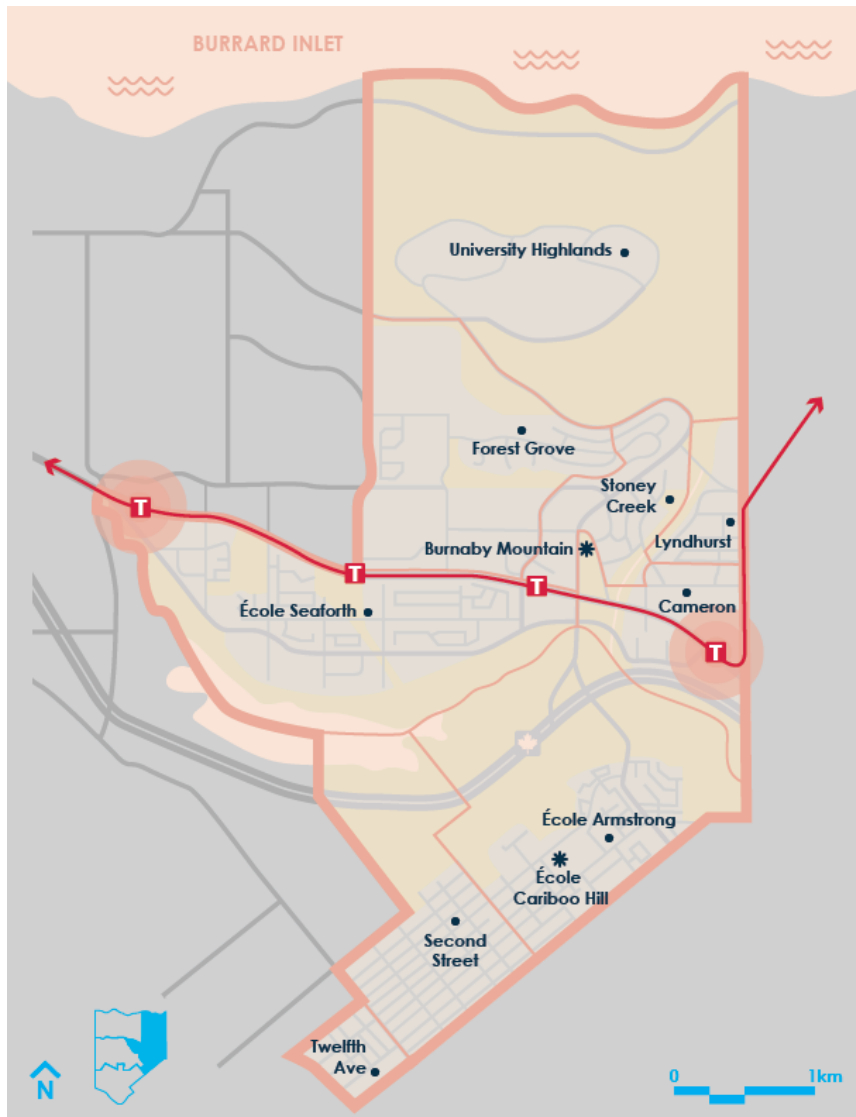 BURRARD INLET
University Highlands
Forest Grove
Stoney
Creek
T
Lyndhurst
Burnaby Mountain
T
T
École Seaforth
Cameron
T
École Armstrong
École
Cariboo Hill
Second
Street
Twelfth
Ave
N
0 1km